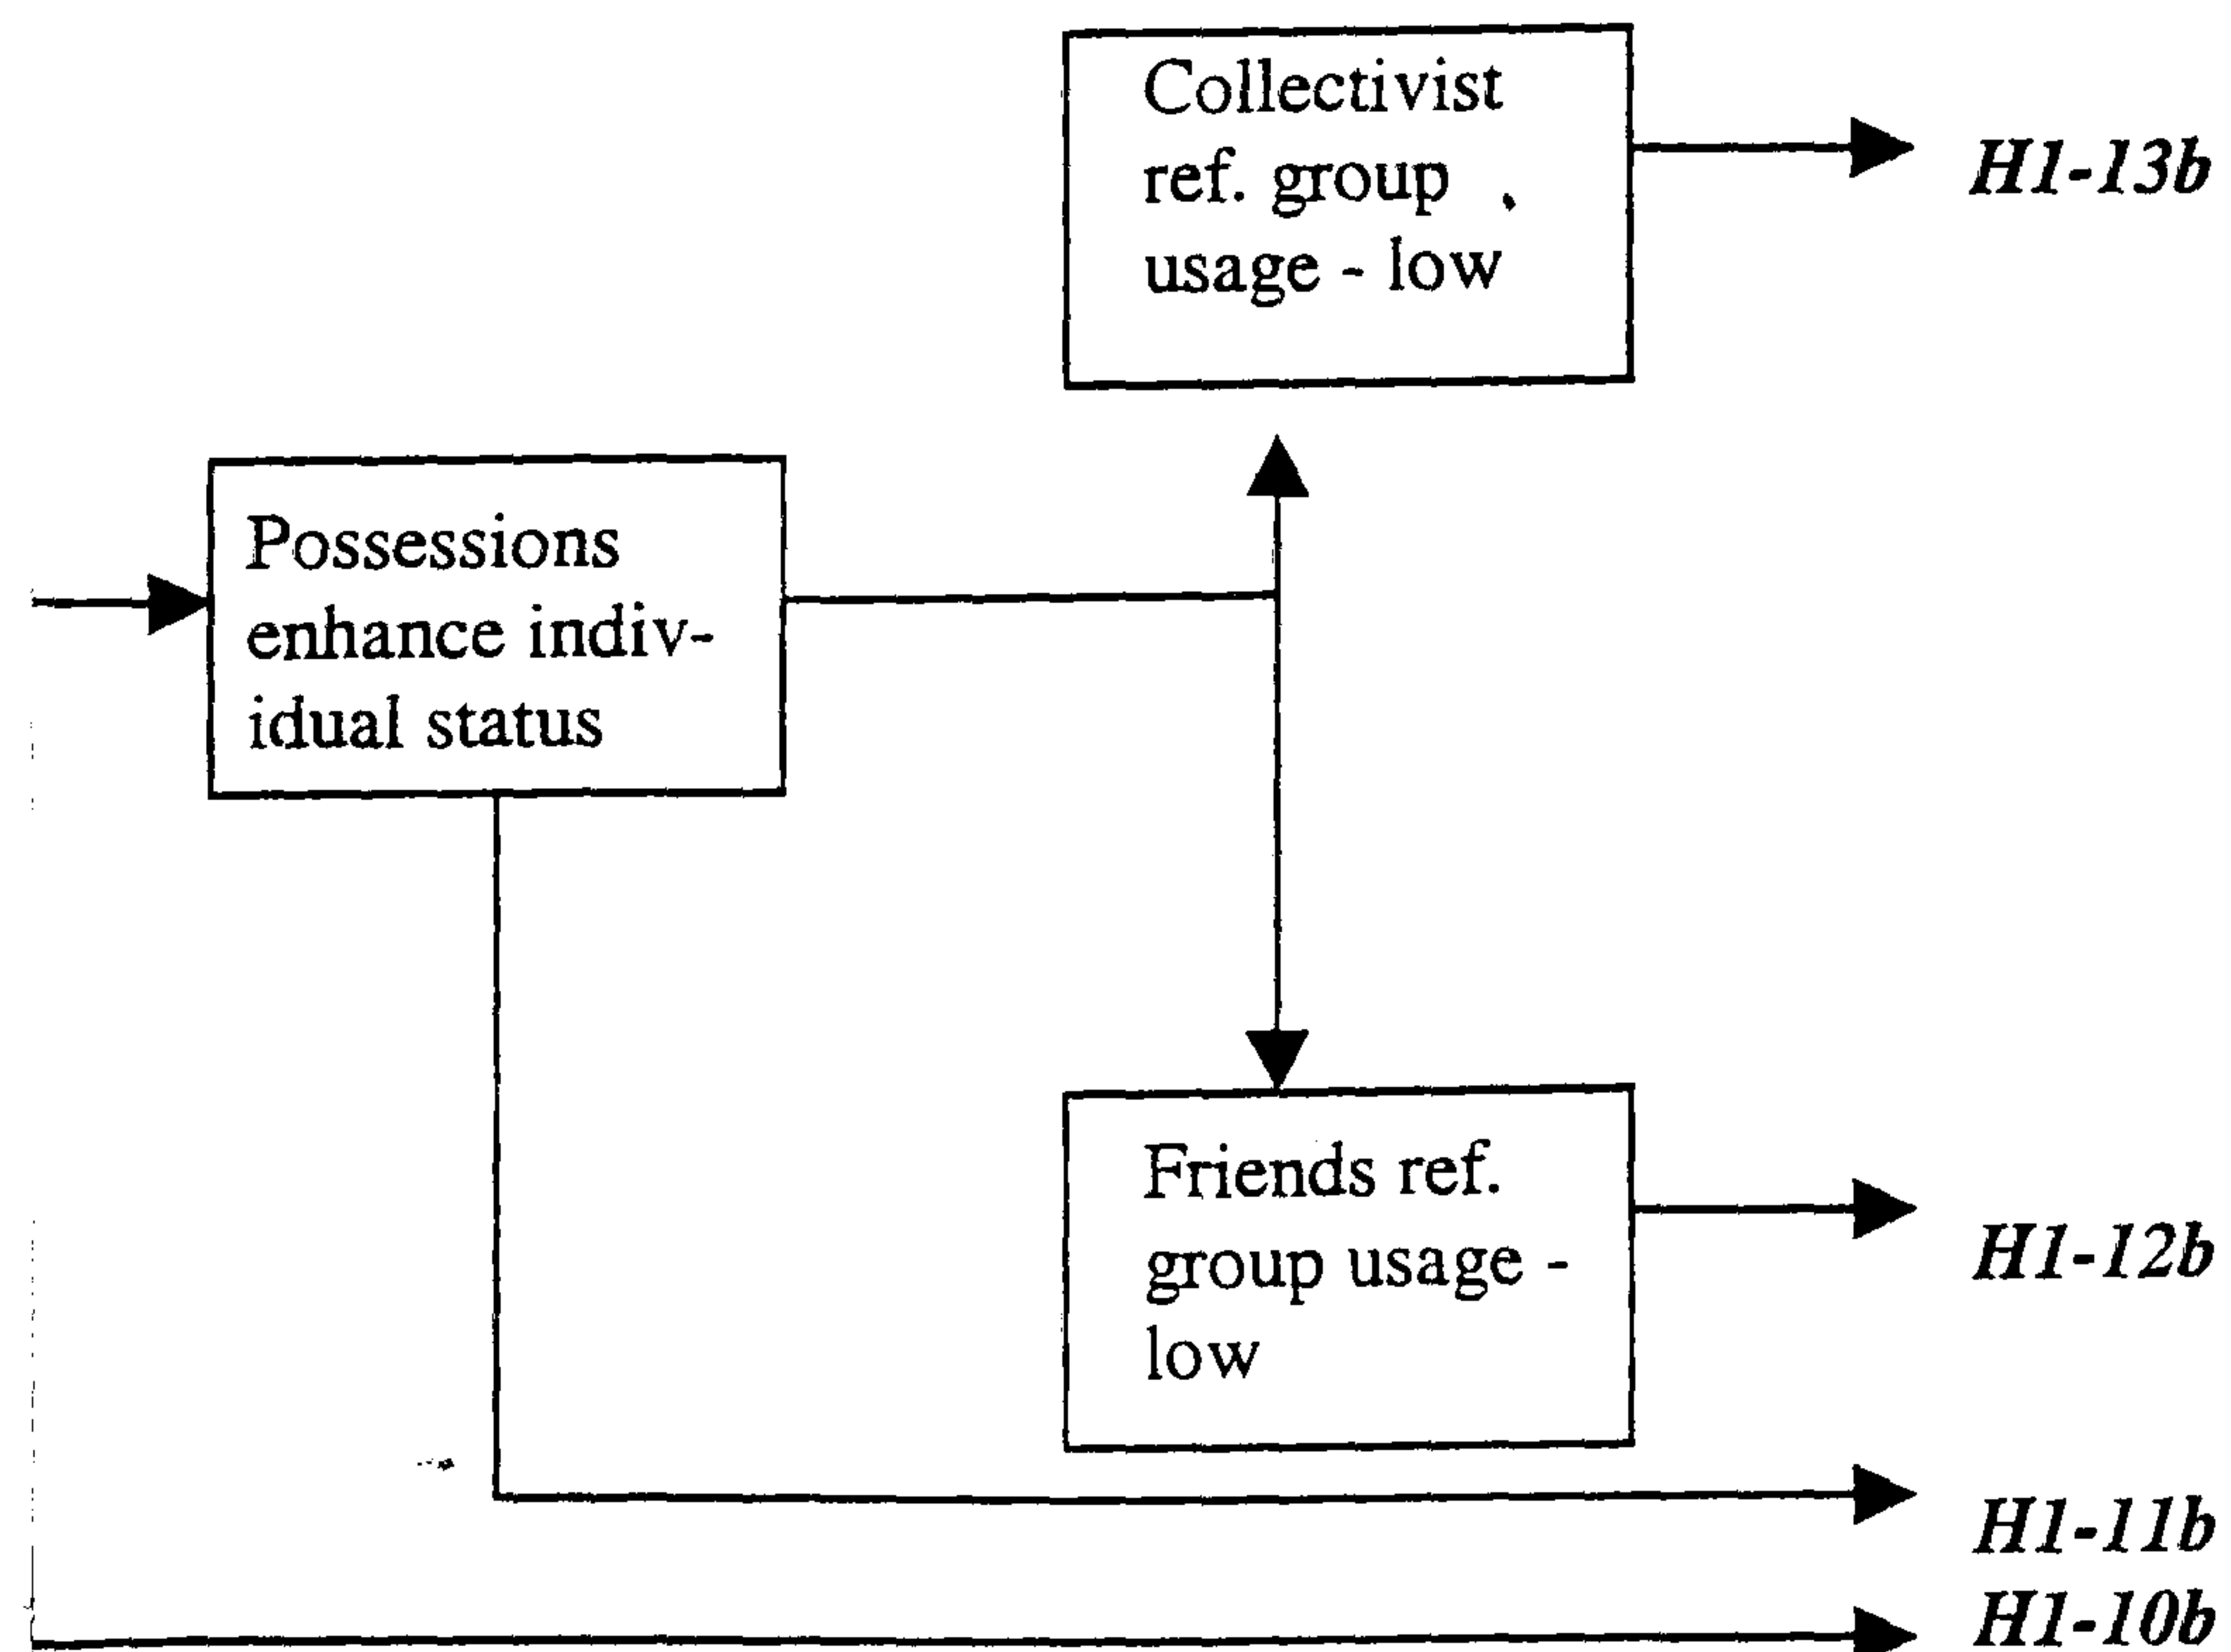 Collectivist
ref. group
usage - low
H1-13b
Possessions
enhance indiv-
idual status
Friends ref.
group usage -
low
H1-12b
H1-11b
H1-10b